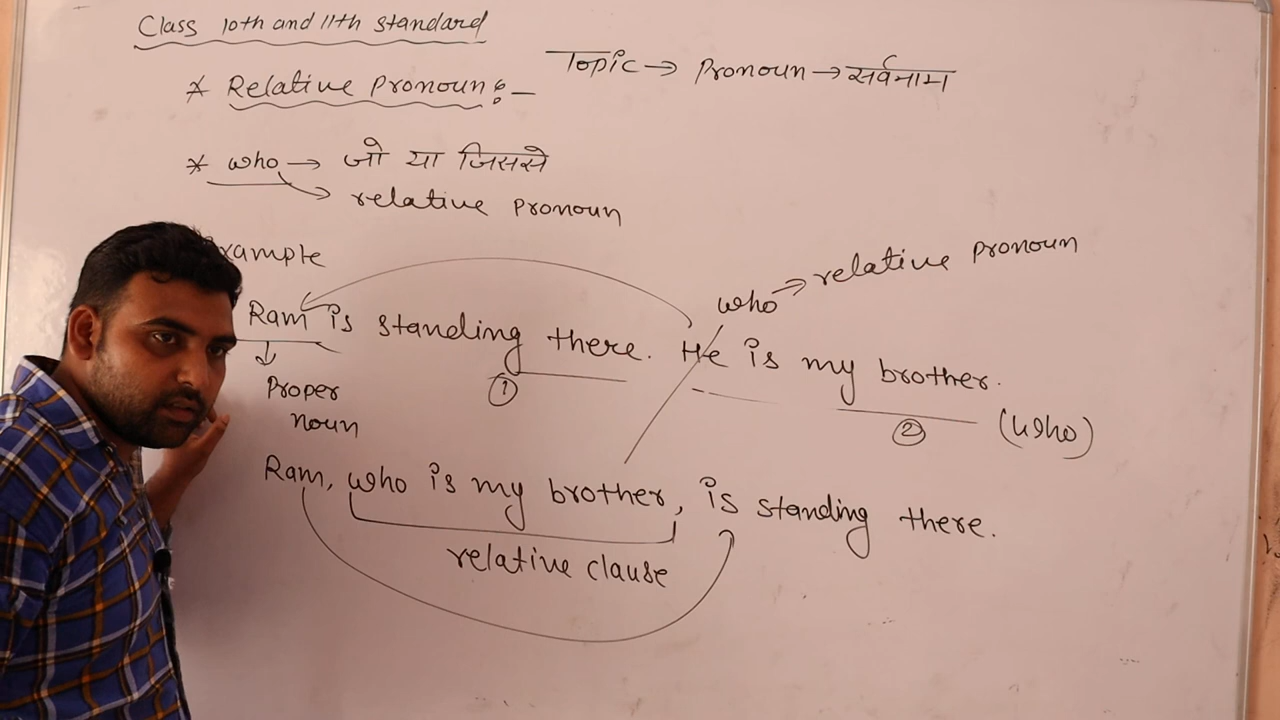 Class 10th and 11th standard
Topic → Pronoun → सर्वनाम
* Relative Pronoun :-
* who → जो या जिससे
→ relative pronoun
xample
who → relative pronoun
Ram is standing there. He is my brother.
① ② (who)
Proper
noun
Ram, who is my brother, is standing there.
relative clause